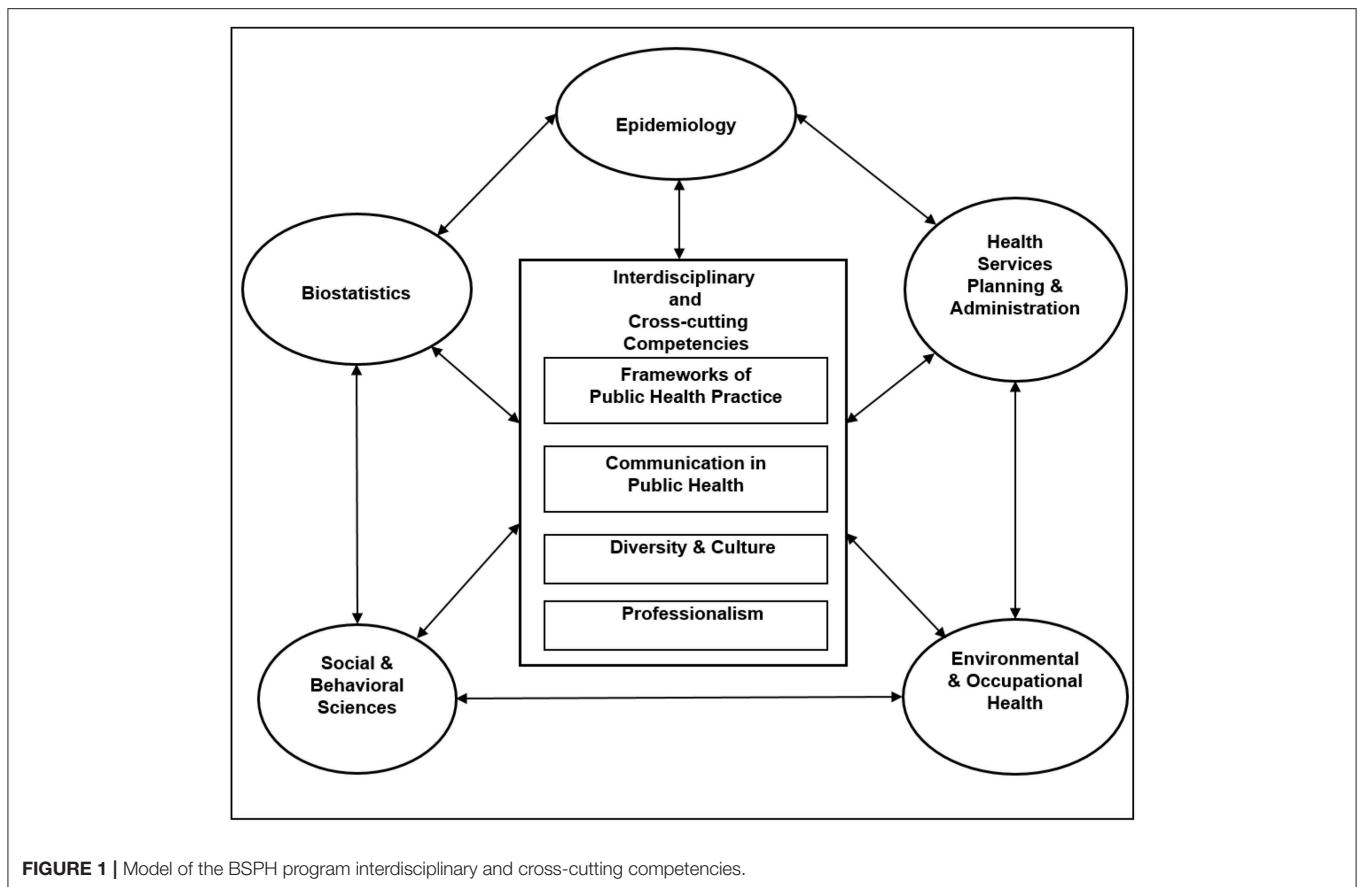 Epidemiology
Biostatistics
Health
Services
Planning &
Administration
Interdisciplinary
and
Cross-cutting
Competencies
Frameworks of
Public Health Practice
Communication in
Public Health
Diversity & Culture
Professionalism
Social &
Behavioral
Sciences
Environmental
& Occupational
Health
FIGURE 1 | Model of the BSPH program interdisciplinary and cross-cutting competencies.